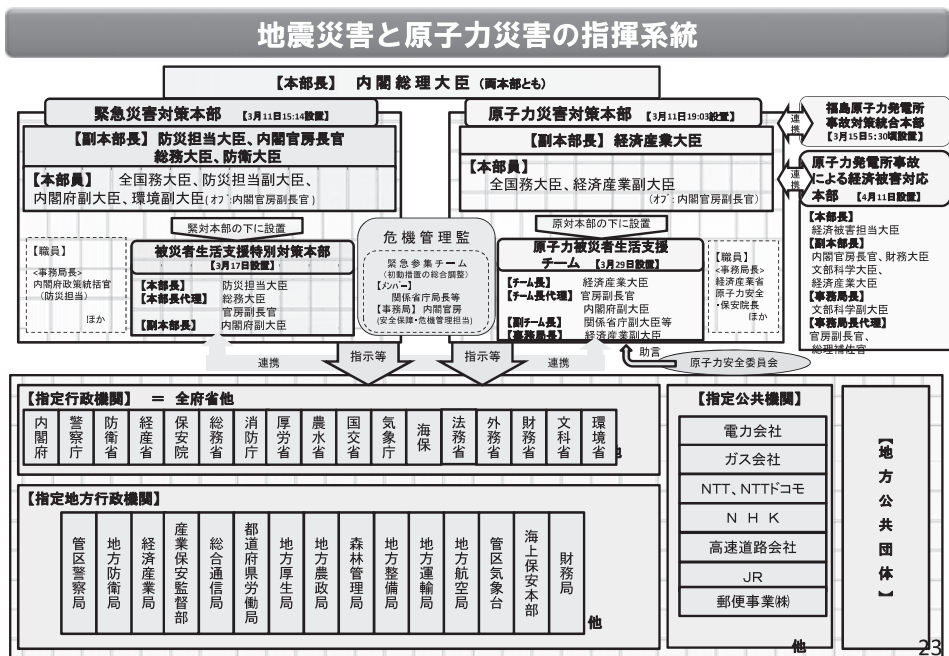 地震災害と原子力災害の指揮系統
【本部長】 内閣総理大臣 (両本部とも)
緊急災害対策本部 【3月11日15:14設置】
【副本部長】防災担当大臣、内閣官房長官
総務大臣、防衛大臣
【本部員】 全国務大臣、防災担当副大臣、
内閣府副大臣、環境副大臣(オブ:内閣官房副長官)
緊対本部の下に設置
【職員】
<事務局長>
内閣府政策統括官
(防災担当)
ほか
被災者生活支援特別対策本部
【3月17日設置】
【本部長】 防災担当大臣
【本部長代理】 総務大臣
官房副長官
【副本部長】 内閣府副大臣
危機管理監
緊急参集チーム
(初動措置の総合調整)
【メンバー】
関係省庁局長等
【事務局】 内閣官房
(安全保障・危機管理担当)
原子力災害対策本部 【3月11日19:03設置】
【副本部長】経済産業大臣
【本部員】
全国務大臣、経済産業副大臣
(オブ:内閣官房副長官)
原対本部の下に設置
原子力被災者生活支援
チーム 【3月29日設置】
【チーム長】 経済産業大臣
【チーム長代理】 官房副長官
内閣府副大臣
【副チーム長】 関係省庁副大臣等
【事務局長】 経済産業副大臣
【職員】
<事務局長>
経済産業省
原子力安全
・保安院長
ほか
連携
福島原子力発電所
事故対策統合本部
【3月15日5:30頃設置】
連携
原子力発電所事故
による経済被害対応
本部 【4月11日設置】
【本部長】
経済被害担当大臣
【副本部長】
内閣官房長官、財務大臣
文部科学大臣、
経済産業大臣
【事務局長】
文部科学副大臣
【事務局長代理】
官房副長官、
総理補佐官
連携
指示等
指示等
連携
助言
原子力安全委員会
【指定行政機関】 = 全府省他
内閣府
警察庁
防衛省
経産省
保安院
総務省
消防庁
厚労省
農水省
国交省
気象庁
海保
法務省
外務省
財務省
文科省
環境省
他
【指定地方行政機関】
管区警察局
地方防衛局
経済産業局
産業保安監督部
総合通信局
都道府県労働局
地方厚生局
地方農政局
森林管理局
地方整備局
地方運輸局
地方航空局
管区気象台
海上保安本部
財務局
他
【指定公共機関】
電力会社
ガス会社
NTT、NTTドコモ
NHK
高速道路会社
JR
郵便事業㈱
他
【地方公共団体】
23